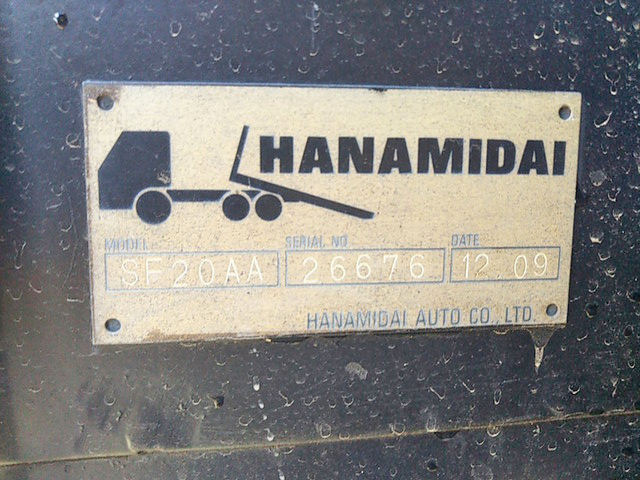 HANAMIDAI
MODEL SERIAL NO. DATE
SF20AA 26676 12.09
HANAMIDAI AUTO CO., LTD.